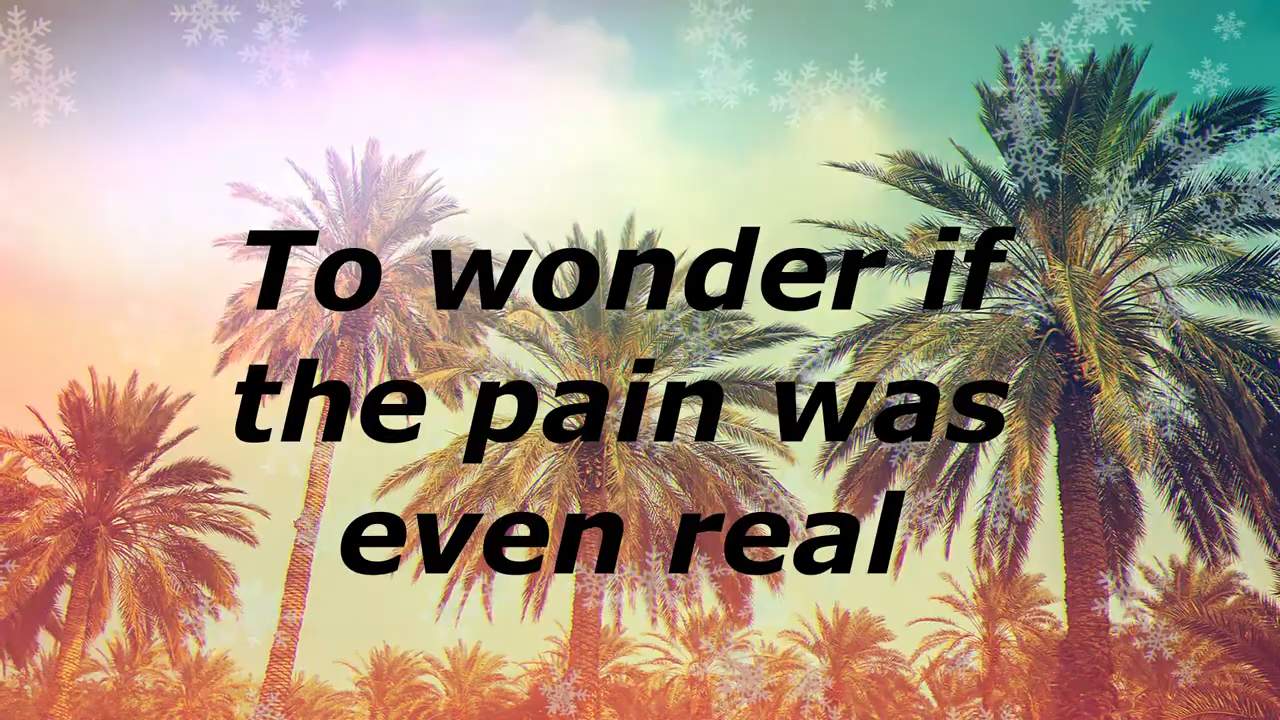 To wonder if
the pain was
even real